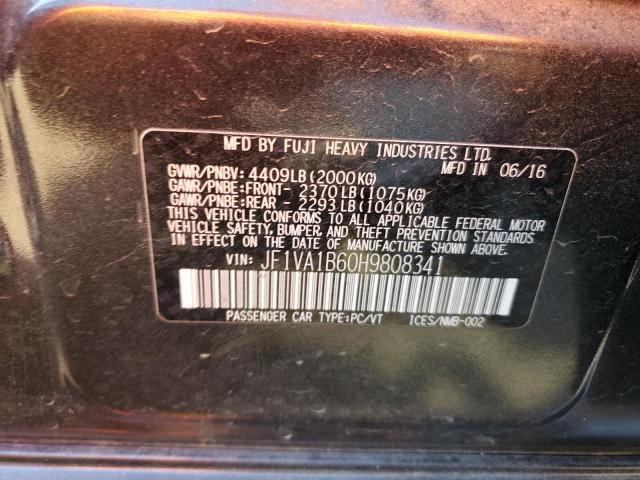 MFD BY FUJI HEAVY INDUSTRIES LTD.
GVWR/PNBV: 4409LB(2000KG) MFD IN 06/16
GAWR/PNBE:FRONT- 2370LB(1075KG)
GAWR/PNBE:REAR - 2293LB(1040KG)
THIS VEHICLE CONFORMS TO ALL APPLICABLE FEDERAL MOTOR
VEHICLE SAFETY, BUMPER, AND THEFT PREVENTION STANDARDS
IN EFFECT ON THE DATE OF MANUFACTURE SHOWN ABOVE.
VIN: JF1VA1B60H9808341
PASSENGER CAR TYPE:PC/VT ICES/NMB-002